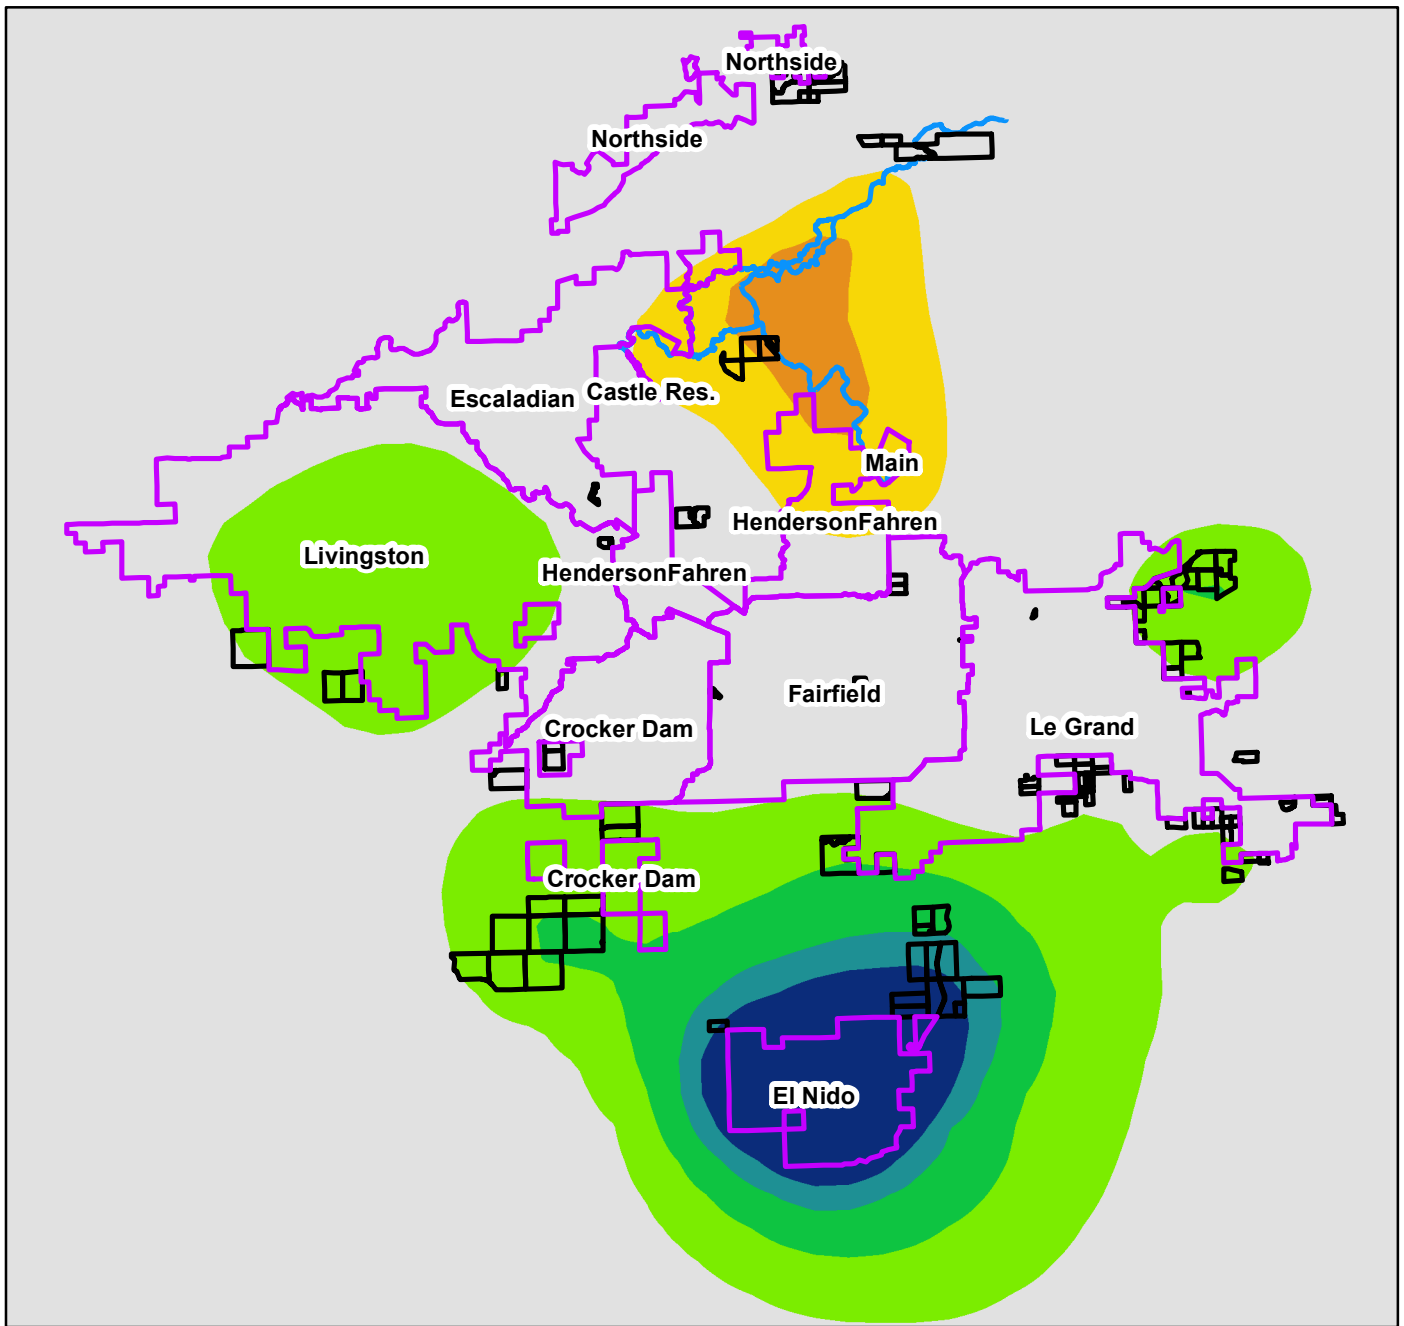 Northside
Northside
Escaladian
Castle Res.
Main
HendersonFahren
Livingston
HendersonFahren
Fairfield
Le Grand
Crocker Dam
Crocker Dam
El Nido